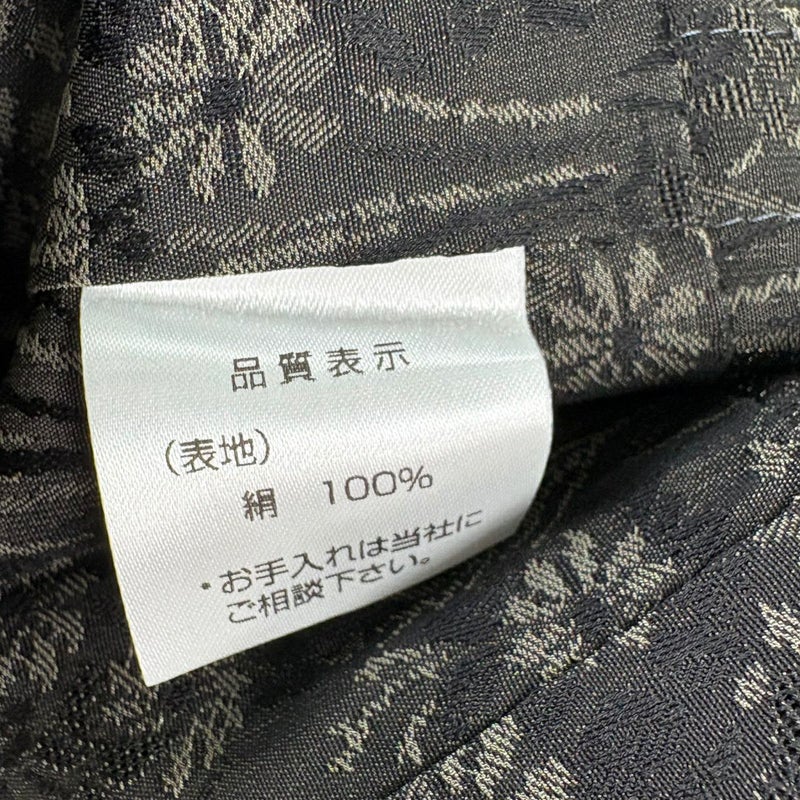 品質表示
(表地)
絹 100%
・お手入れは当社に
ご相談下さい。